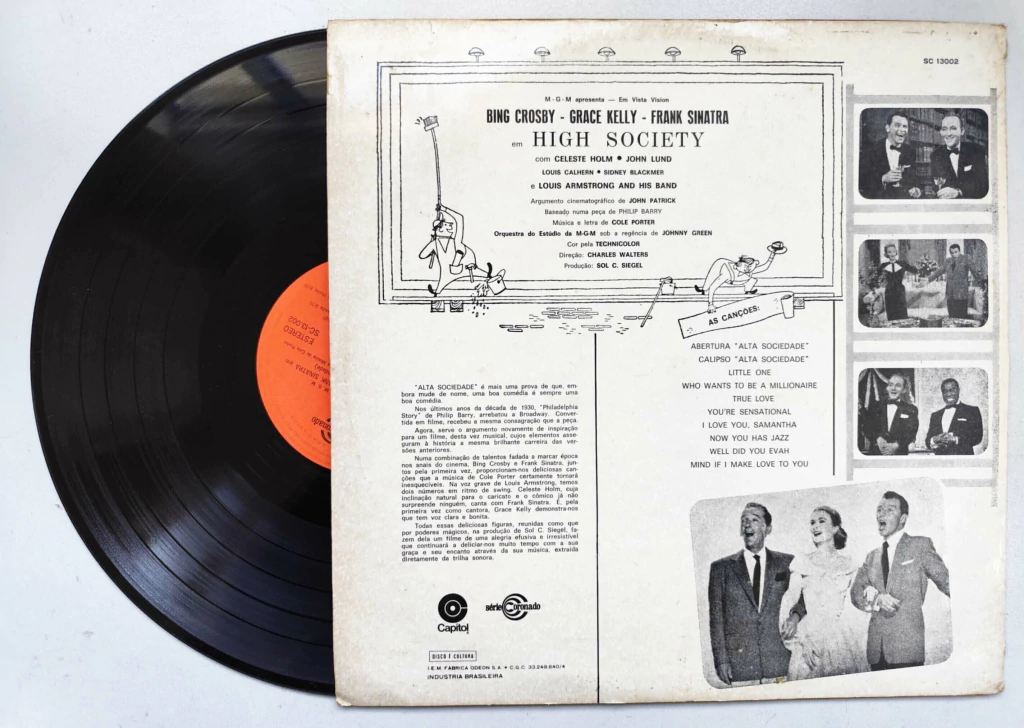 SC 13002
M-G-M apresenta — Em Vista Vision
BING CROSBY - GRACE KELLY - FRANK SINATRA
em HIGH SOCIETY
com CELESTE HOLM • JOHN LUND
LOUIS CALHERN • SIDNEY BLACKMER
e LOUIS ARMSTRONG AND HIS BAND
Argumento cinematográfico de JOHN PATRICK
Baseado numa peça de PHILIP BARRY
Música e letra de COLE PORTER
Orquestra do Estúdio da M-G-M sob a regência de JOHNNY GREEN
Cor pela TECHNICOLOR
Direção: CHARLES WALTERS
Produção: SOL C. SIEGEL
AS CANÇÕES:
ABERTURA "ALTA SOCIEDADE"
CALIPSO "ALTA SOCIEDADE"
LITTLE ONE
WHO WANTS TO BE A MILLIONAIRE
TRUE LOVE
YOU'RE SENSATIONAL
I LOVE YOU, SAMANTHA
NOW YOU HAS JAZZ
WELL DID YOU EVAH
MIND IF I MAKE LOVE TO YOU
"ALTA SOCIEDADE" é mais uma prova de que, em-
bora mude de nome, uma boa comédia é sempre uma
boa comédia.
Nos últimos anos da década de 1930, "Philadelphia
Story" de Philip Barry, arrebatou a Broadway. Conver-
tida em filme, recebeu a mesma consagração que a peça.
Agora, serve o argumento novamente de inspiração
para um filme, desta vez musical, cujos elementos asse-
guram à história a mesma brilhante carreira das ver-
sões anteriores.
Numa combinação de talentos fadada a marcar época
nos anais do cinema, Bing Crosby e Frank Sinatra, jun-
tos pela primeira vez, proporcionam-nos deliciosas can-
ções que a música de Cole Porter certamente tornará
inesquecíveis. Na voz grave de Louis Armstrong, temos
dois números em ritmo de swing. Celeste Holm, cuja
inclinação natural para o caricato e o cômico já não
surpreende ninguém, canta com Frank Sinatra. E, pela
primeira vez como cantora, Grace Kelly demonstra-nos
que tem voz clara e bonita.
Todas essas deliciosas figuras, reunidas como que
por poderes mágicos, na produção de Sol C. Siegel, fa-
zem dela um filme de uma alegria efusiva e irresistível
que continuará a deliciar-nos muito tempo com a sua
graça e seu encanto através da sua música, extraída
diretamente da trilha sonora.
Capitol
série Coronado
DISCO É CULTURA
I.E.M. FÁBRICA ODEON S.A. • C.G.C. 33.249.640/4
INDUSTRIA BRASILEIRA
ESTEREO
SC-13.002